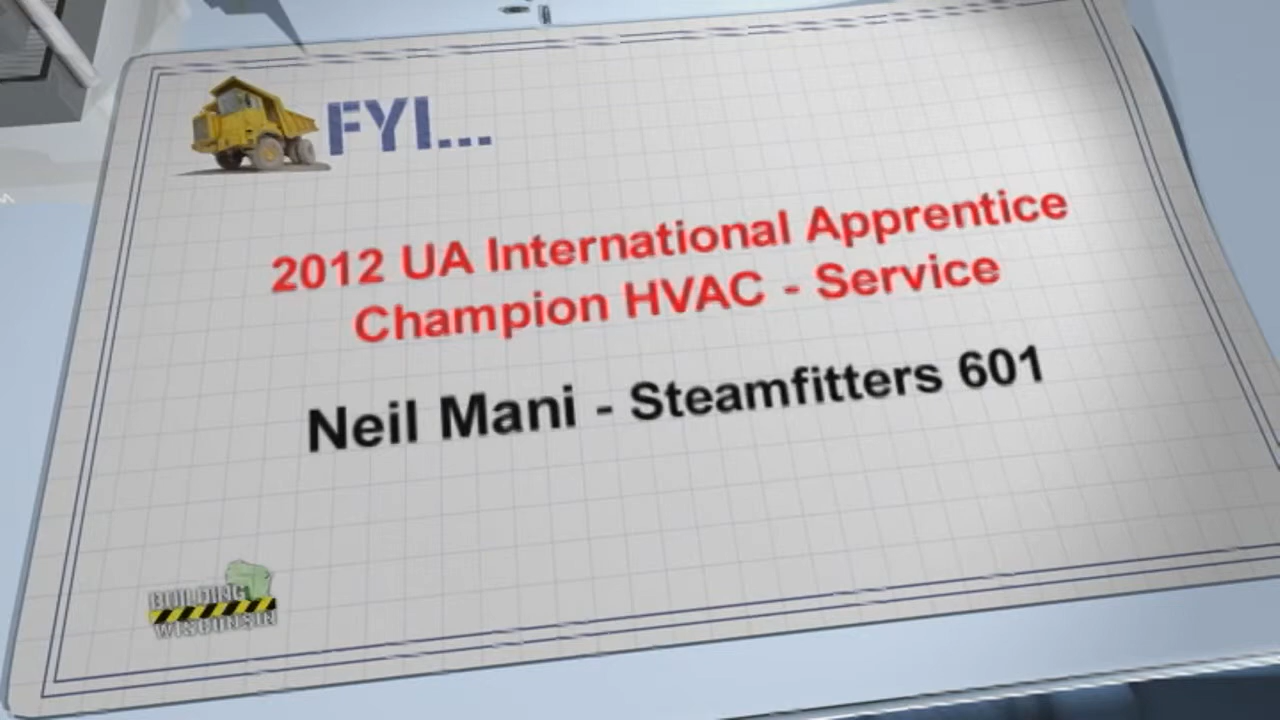 FYI...
2012 UA International Apprentice
Champion HVAC - Service
Neil Mani - Steamfitters 601
BUILDING
WISCONSIN